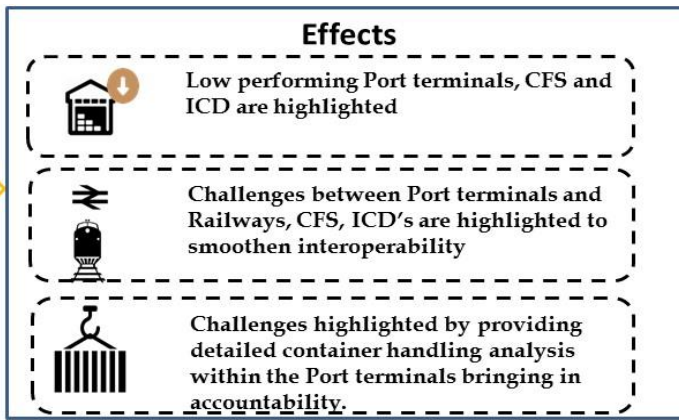 Effects
Low performing Port terminals, CFS and
ICD are highlighted
Challenges between Port terminals and
Railways, CFS, ICD's are highlighted to
smoothen interoperability
Challenges highlighted by providing
detailed container handling analysis
within the Port terminals bringing in
accountability.